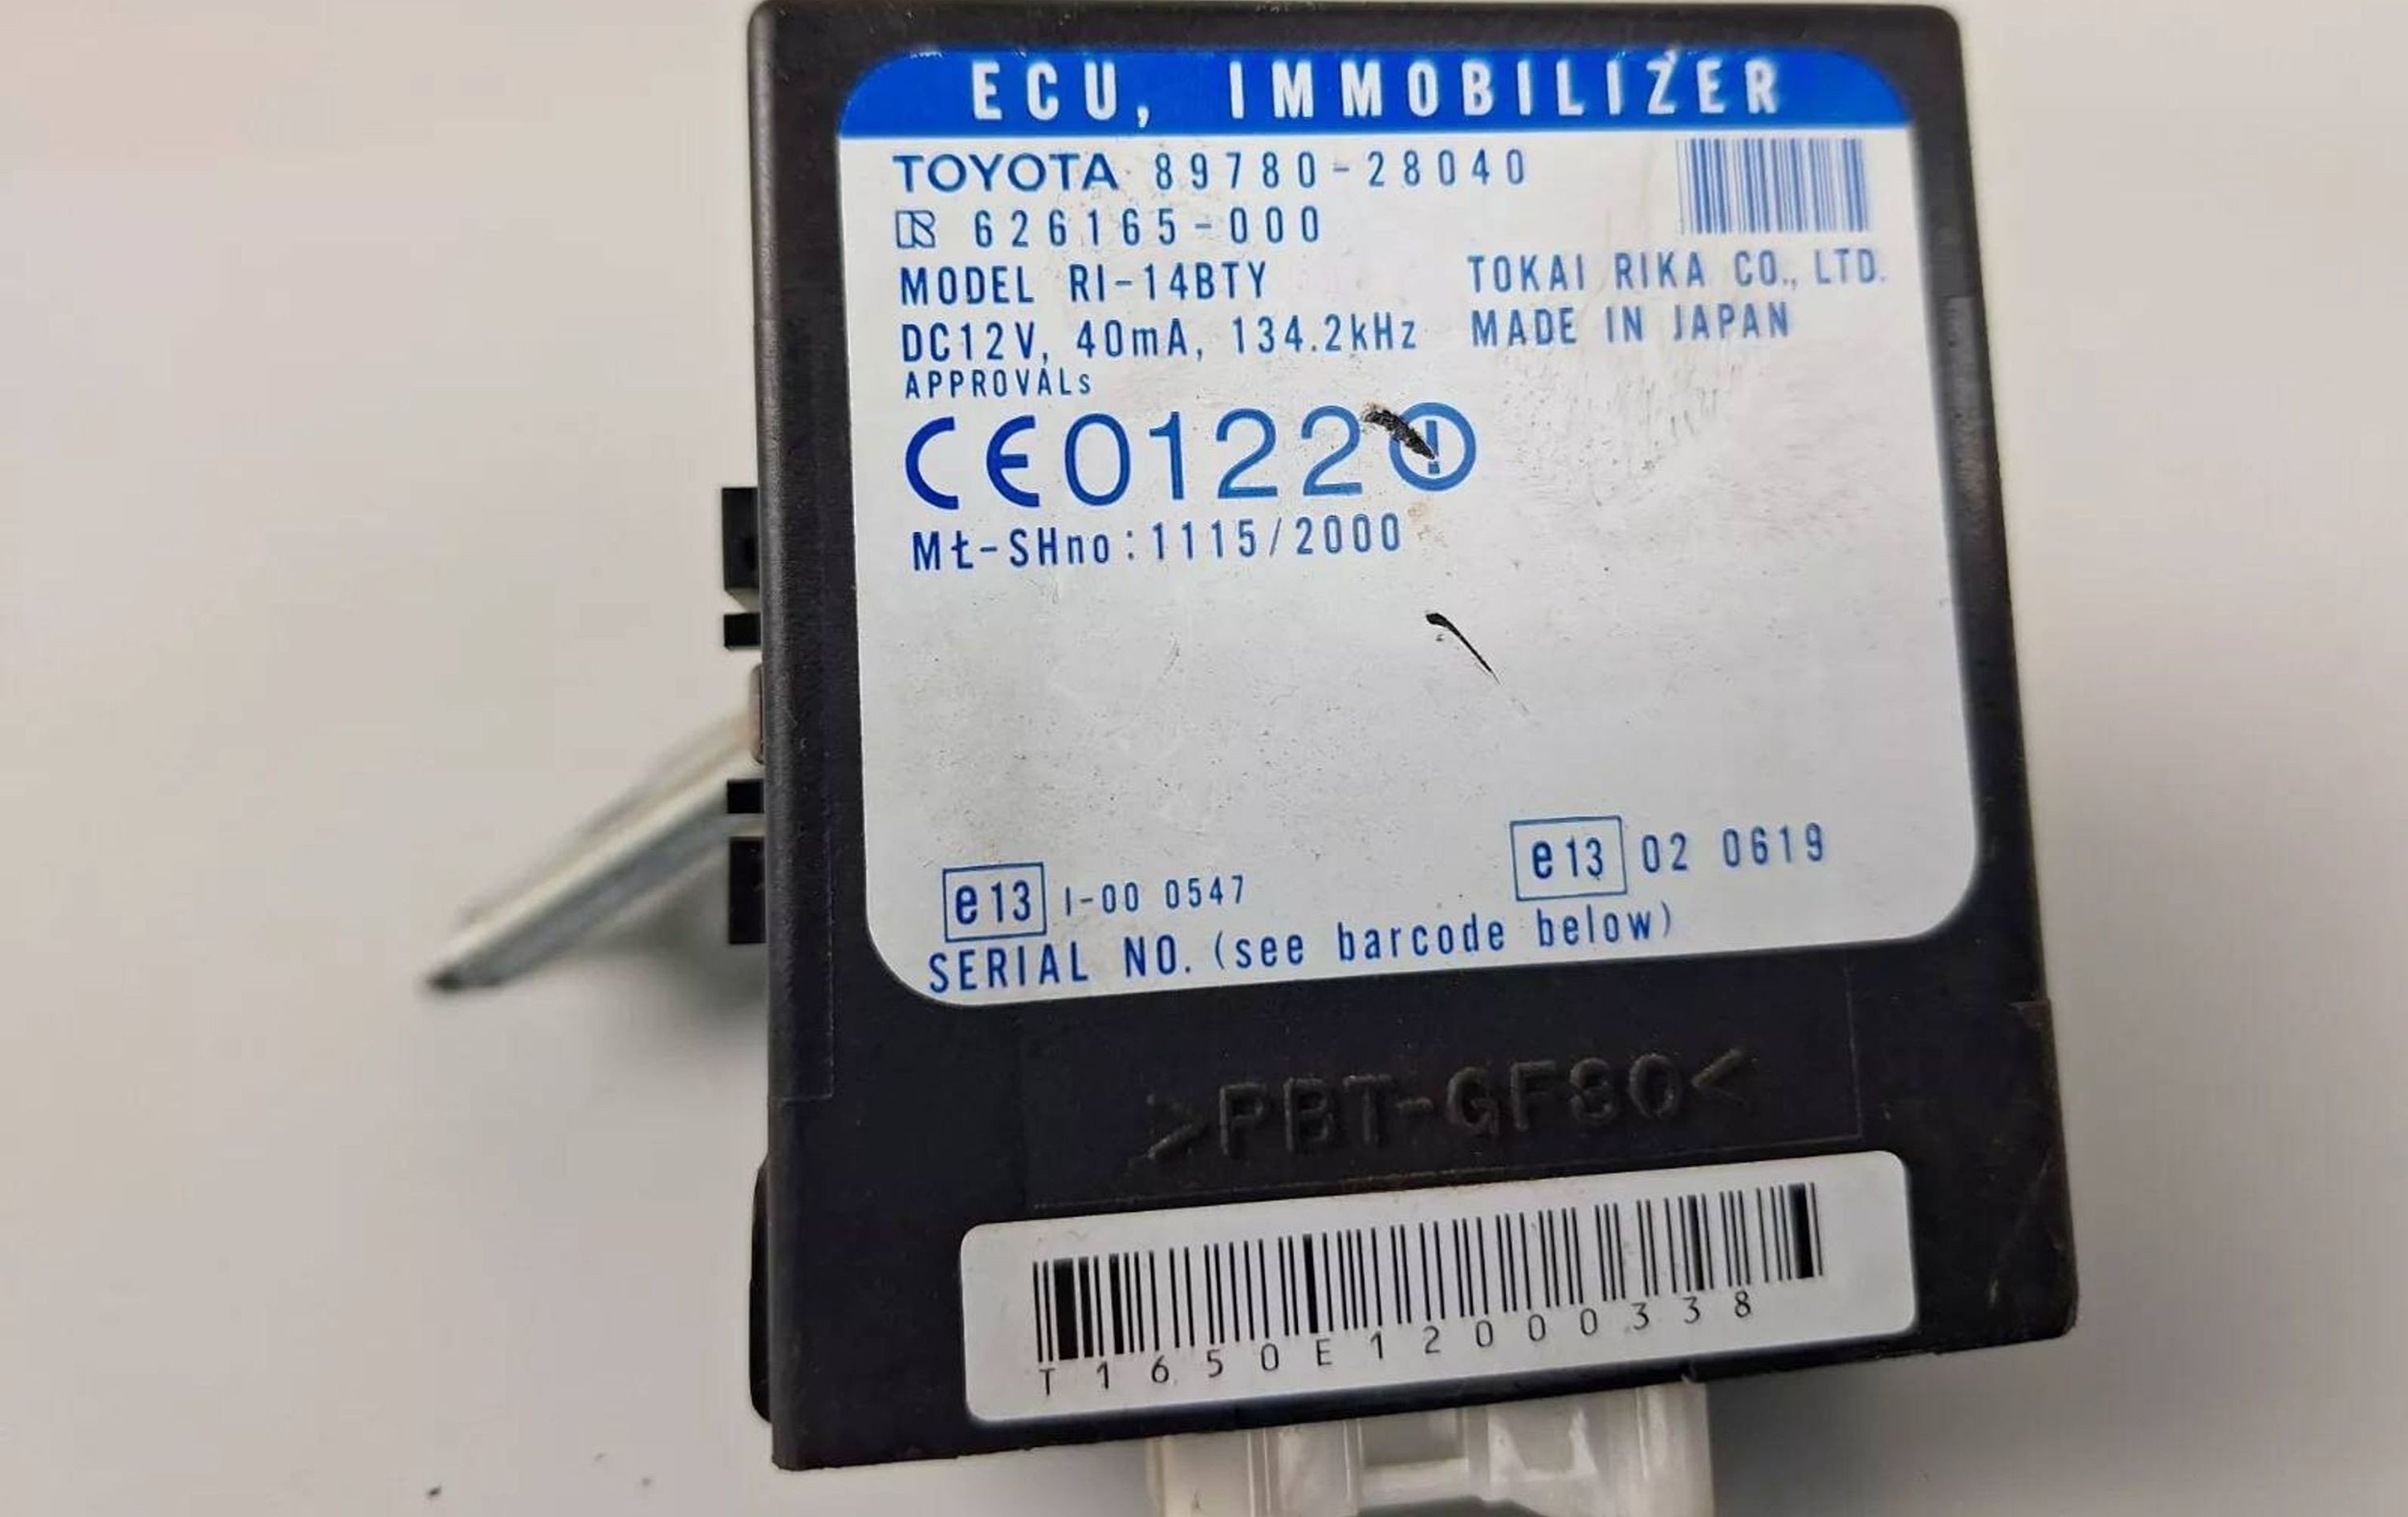 ECU, IMMOBILIZER
TOYOTA 89780-28040
626165-000
MODEL RI-14BTY
TOKAI RIKA CO., LTD.
DC12V, 40mA, 134.2kHz
MADE IN JAPAN
APPROVALs
CE0122
Mt-SHno:1115/2000
e13 I-00 0547
e13 02 0619
SERIAL NO. (see barcode below)
>PBT-GF30<
T1650E12000338